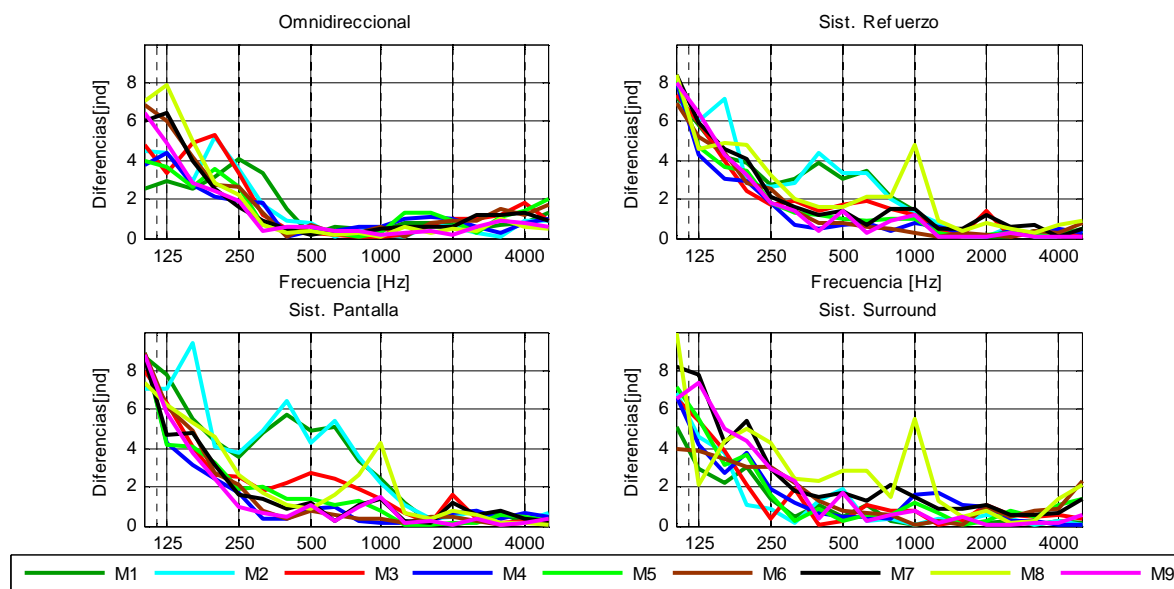 Omnidireccional
Sist. Refuerzo
Diferencias[jnd]
8
6
4
2
0
125 250 500 1000 2000 4000
Frecuencia [Hz]
Diferencias[jnd]
8
6
4
2
0
125 250 500 1000 2000 4000
Frecuencia [Hz]
Sist. Pantalla
Sist. Surround
Diferencias[jnd]
8
6
4
2
0
125 250 500 1000 2000 4000
Diferencias[jnd]
8
6
4
2
0
125 250 500 1000 2000 4000
M1 M2 M3 M4 M5 M6 M7 M8 M9